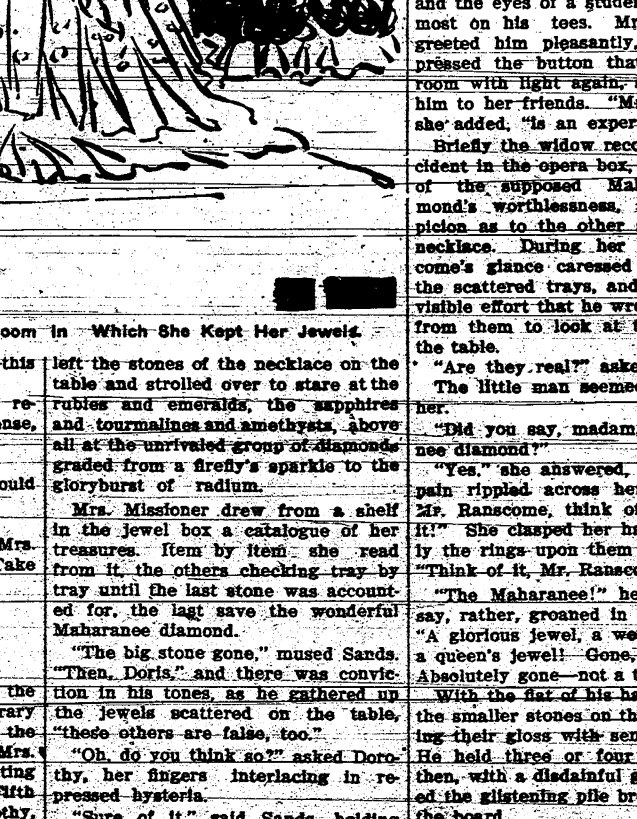 oom in Which She Kept Her Jewels.
this
re-
ense,
ould
Mrs.
Take
the
rary
the
Mrs.
ting
Fifth
othy,
left the stones of the necklace on the
table and strolled over to stare at the
rubies and emeralds, the sapphires
and tourmalines and amethysts, above
all at the unrivaled group of diamonds
graded from a firefly's sparkle to the
gloryburst of radium.
Mrs. Missioner drew from a shelf
in the jewel box a catalogue of her
treasures. Item by item she read
from it, the others checking tray by
tray until the last stone was account-
ed for, the last save the wonderful
Maharanee diamond.
"The big stone gone," mused Sands.
"Then, Doris," and there was convic-
tion in his tones, as he gathered up
the jewels scattered on the table,
"these others are false, too."
"Oh, do you think so?" asked Doro-
thy, her fingers interlacing in re-
pressed hysteria.
"Sure of it," said Sands, holding
and the eyes of a stude
most on his toes. M
greeted him pleasantly,
pressed the button tha
room with light again,
him to her friends. "M
she added, "is an exper
Briefly the widow reco
cident in the opera box,
of the supposed Ma
mond's worthlessness,
picion as to the other
necklace. During her
come's glance caressed
the scattered trays, and
visible effort that he wr
from them to look at t
the table.
"Are they real?" aske
The little man seemed
her.
"Did you say, madam
nee diamond?"
"Yes," she answered,
pain rippled across he
Mr. Ranscome, think of
it!" She clasped her ha
ly the rings upon them
"Think of it, Mr. Ransc
"The Maharanee!" he
say, rather, groaned in
"A glorious jewel, a we
a queen's jewel! Gone,
Absolutely gone—not a t
With the flat of his ha
the smaller stones on th
ing their gloss with sen
He held three or four
then, with a disdainful g
ed the glistening pile br
the board.